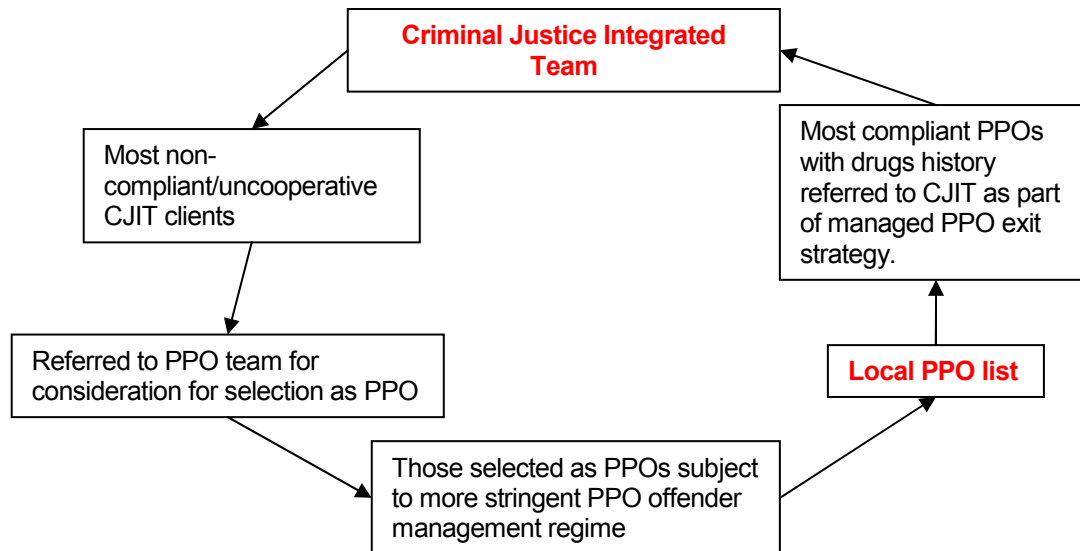 Criminal Justice Integrated
Team
Most non-
compliant/uncooperative
CJIT clients
Most compliant PPOs
with drugs history
referred to CJIT as part
of managed PPO exit
strategy.
Referred to PPO team for
consideration for selection as PPO
Local PPO list
Those selected as PPOs subject
to more stringent PPO offender
management regime